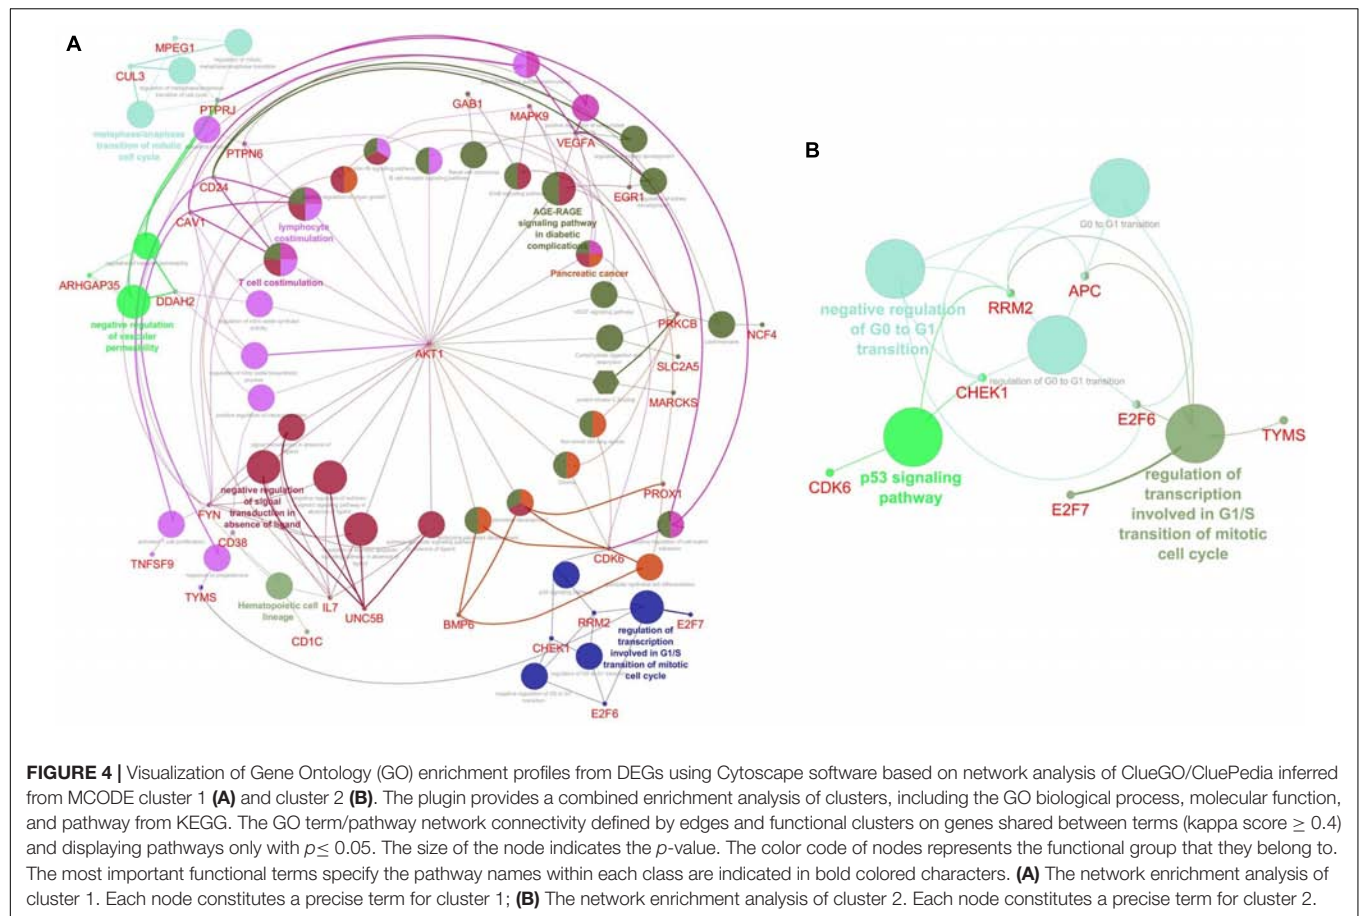 A
MPEG1
CUL3
PTPRJ
metaphase/anaphase
transition of mitotic
cell cycle
GAB1
MAPK9
VEGFA
PTPN6
CD24
CAV1
EGR1
AGE-RAGE
signaling pathway
in diabetic
complications
lymphocyte
costimulation
T cell costimulation
Pancreatic cancer
ARHGAP35
DDAH2
negative regulation
of vascular
permeability
AKT1
PRKCB
NCF4
SLC2A5
MARCKS
negative regulation
of signal
transduction in
absence of ligand
FYN
CD38
TNFSF9
TYMS
Hematopoietic cell
lineage
IL7
UNC5B
CD1C
PROX1
CDK6
BMP6
RRM2
E2F7
regulation of
transcription
involved in G1/S
transition of mitotic
cell cycle
CHEK1
E2F6
B
G0 to G1 transition
APC
RRM2
negative regulation
of G0 to G1
transition
regulation of G0 to G1 transition
CHEK1
E2F6
TYMS
CDK6
p53 signaling
pathway
E2F7
regulation of
transcription
involved in G1/S
transition of mitotic
cell cycle
FIGURE 4 | Visualization of Gene Ontology (GO) enrichment profiles from DEGs using Cytoscape software based on network analysis of ClueGO/CluePedia inferred
from MCODE cluster 1 (A) and cluster 2 (B). The plugin provides a combined enrichment analysis of clusters, including the GO biological process, molecular function,
and pathway from KEGG. The GO term/pathway network connectivity defined by edges and functional clusters on genes shared between terms (kappa score ≥ 0.4)
and displaying pathways only with p≤ 0.05. The size of the node indicates the p-value. The color code of nodes represents the functional group that they belong to.
The most important functional terms specify the pathway names within each class are indicated in bold colored characters. (A) The network enrichment analysis of
cluster 1. Each node constitutes a precise term for cluster 1; (B) The network enrichment analysis of cluster 2. Each node constitutes a precise term for cluster 2.